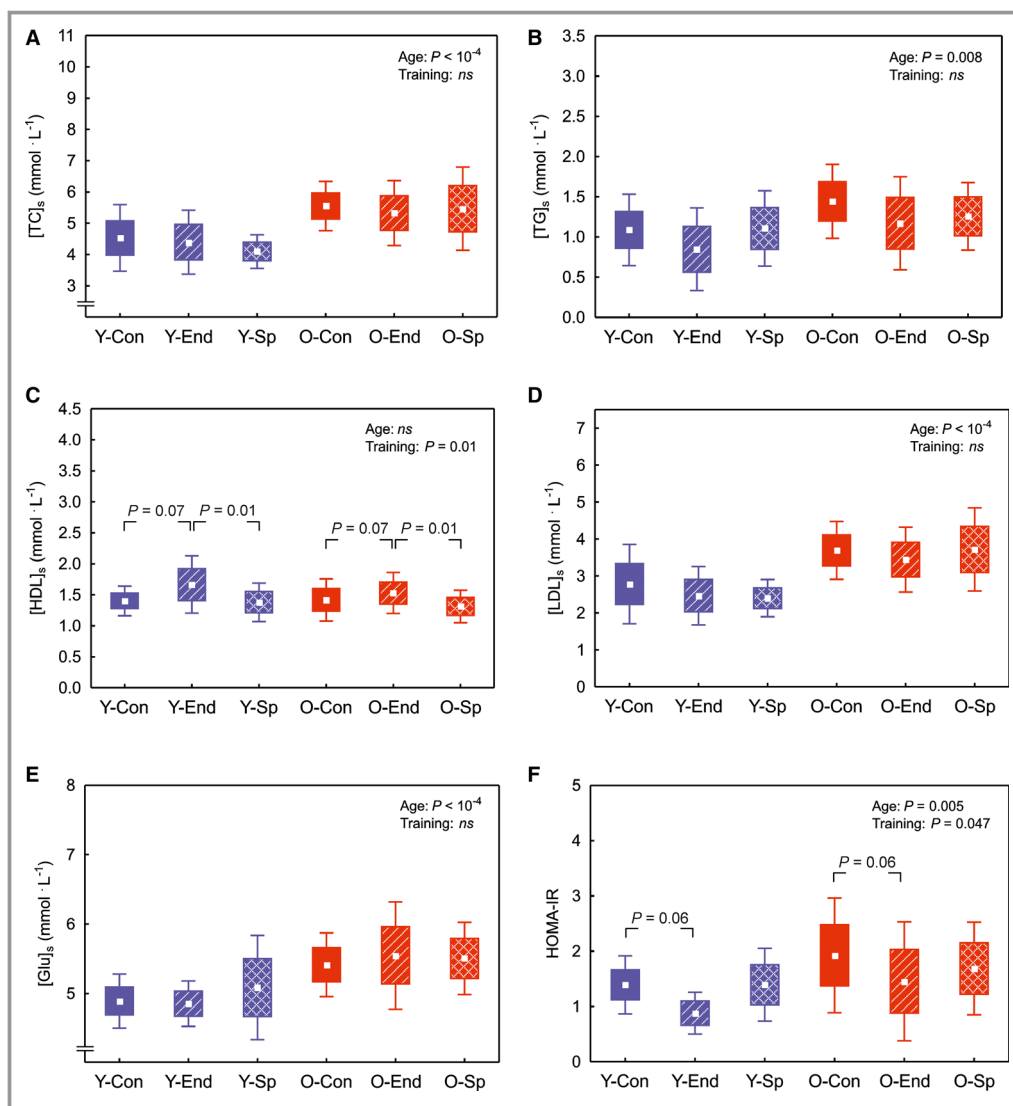 A
[TC]s (mmol · L⁻¹)
11
10
9
8
7
6
5
4
3
Age: P < 10⁻⁴
Training: ns
Y-Con Y-End Y-Sp O-Con O-End O-Sp
B
[TG]s (mmol · L⁻¹)
3.5
3.0
2.5
2.0
1.5
1.0
0.5
0.0
Age: P = 0.008
Training: ns
Y-Con Y-End Y-Sp O-Con O-End O-Sp
C
[HDL]s (mmol · L⁻¹)
4.5
4.0
3.5
3.0
2.5
2.0
1.5
1.0
0.5
0.0
Age: ns
Training: P = 0.01
P = 0.07 P = 0.01 P = 0.07 P = 0.01
Y-Con Y-End Y-Sp O-Con O-End O-Sp
D
[LDL]s (mmol · L⁻¹)
7
6
5
4
3
2
1
0
Age: P < 10⁻⁴
Training: ns
Y-Con Y-End Y-Sp O-Con O-End O-Sp
E
[Glu]s (mmol · L⁻¹)
8
7
6
5
Age: P < 10⁻⁴
Training: ns
Y-Con Y-End Y-Sp O-Con O-End O-Sp
F
HOMA-IR
5
4
3
2
1
0
Age: P = 0.005
Training: P = 0.047
P = 0.06
P = 0.06
Y-Con Y-End Y-Sp O-Con O-End O-Sp